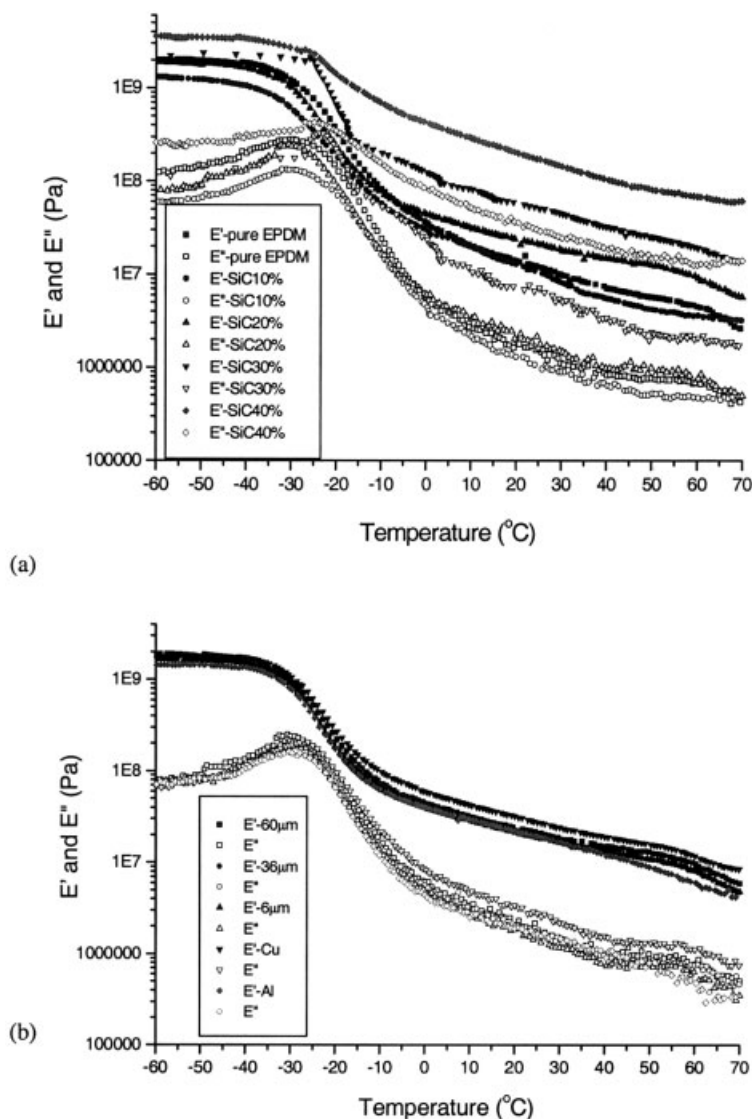 1E9
1E8
1E7
1000000
100000
E' and E" (Pa)
E'-pure EPDM
E"-pure EPDM
E'-SiC10%
E"-SiC10%
E'-SiC20%
E"-SiC20%
E'-SiC30%
E"-SiC30%
E'-SiC40%
E"-SiC40%
-60 -50 -40 -30 -20 -10 0 10 20 30 40 50 60 70
Temperature (°C)
(a)
1E9
1E8
1E7
1000000
100000
E' and E" (Pa)
E'-60μm
E"
E'-36μm
E"
E'-6μm
E"
E'-Cu
E"
E'-Al
E"
-60 -50 -40 -30 -20 -10 0 10 20 30 40 50 60 70
Temperature (°C)
(b)